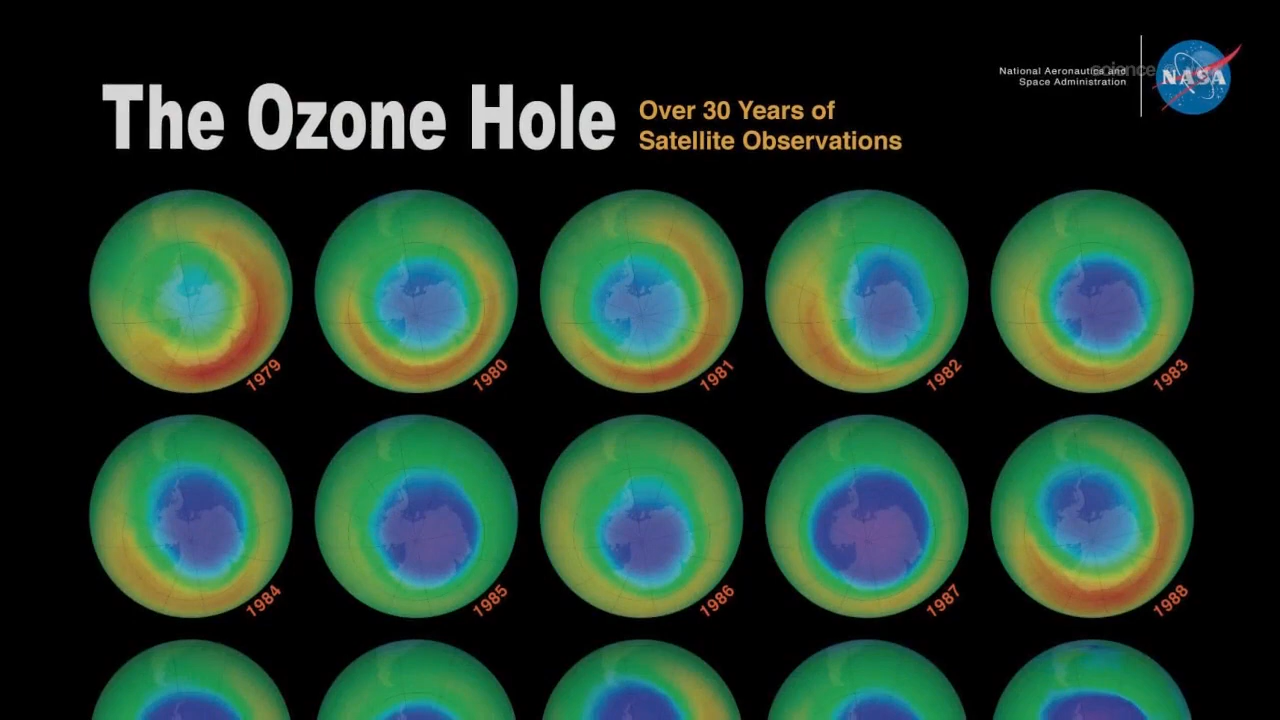 National Aeronautics and
Space Administration
science
NASA
The Ozone Hole
Over 30 Years of
Satellite Observations
1979
1980
1981
1982
1983
1984
1985
1986
1987
1988